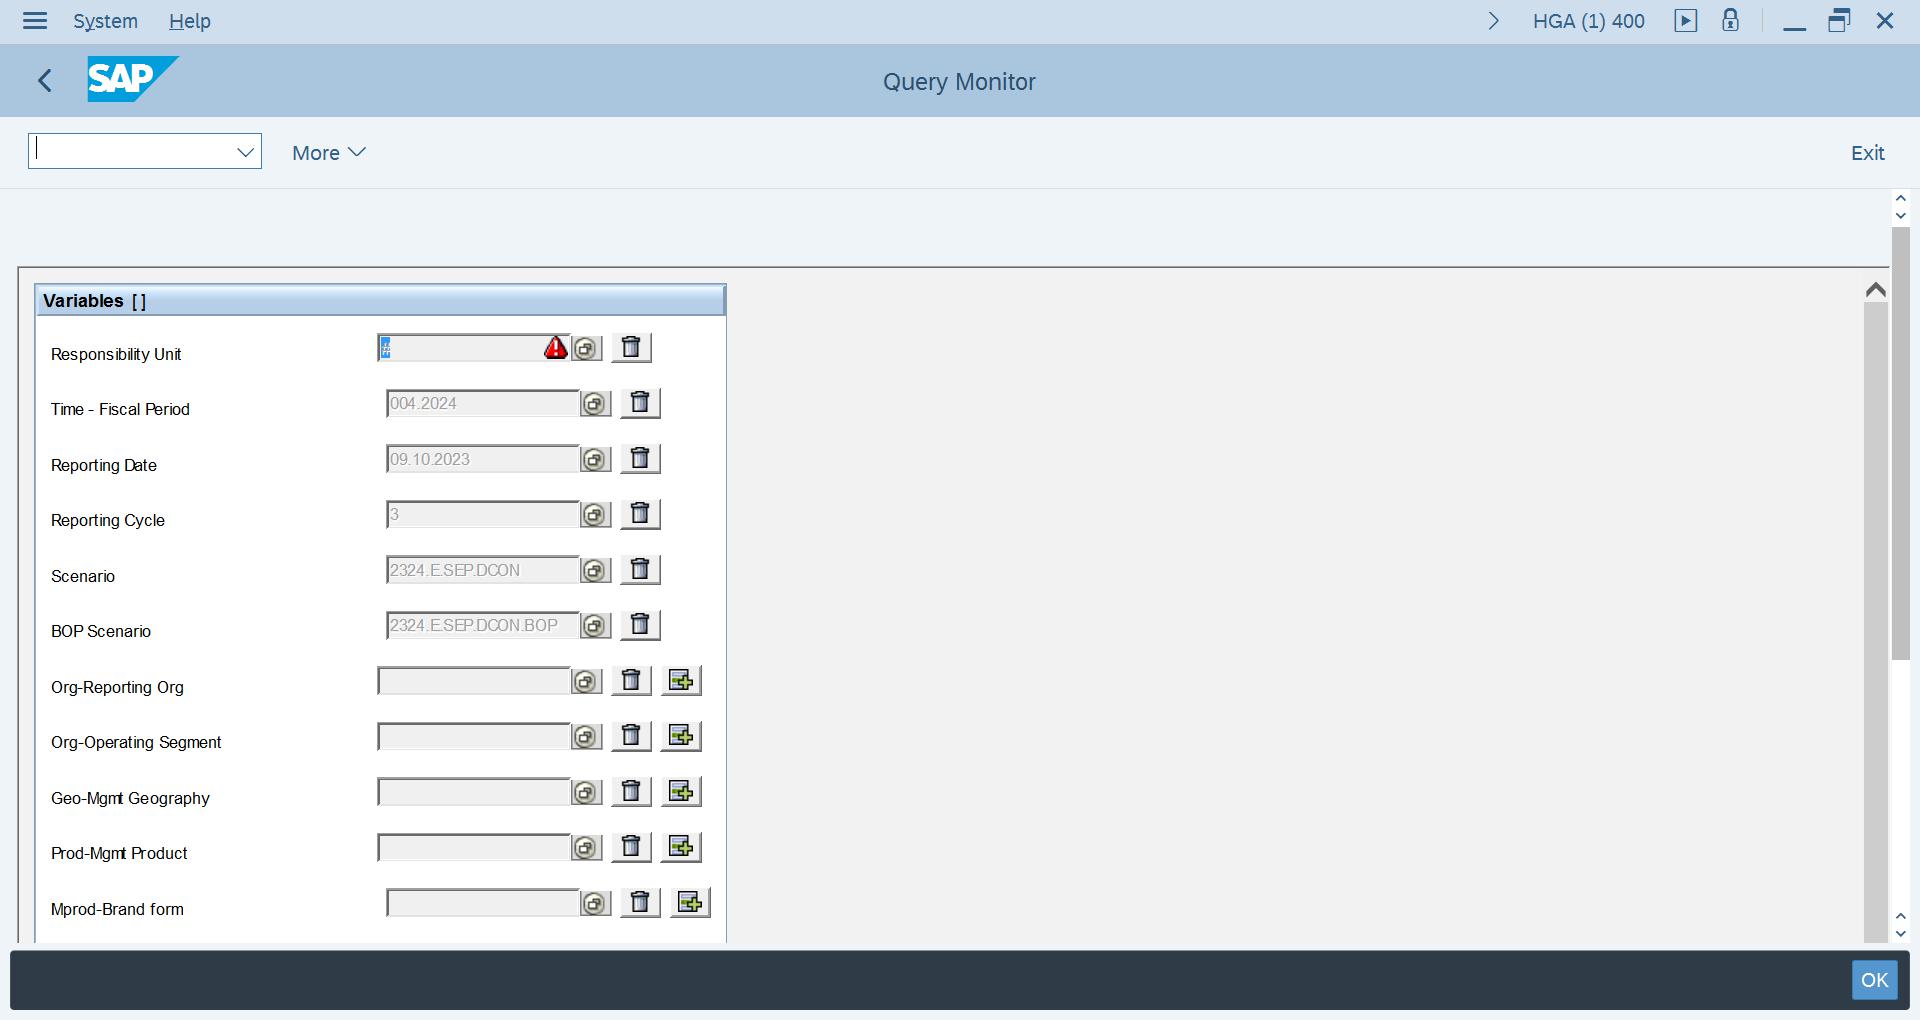 System Help HGA (1) 400
SAP Query Monitor
More Exit
Variables []
Responsibility Unit #
Time - Fiscal Period 004.2024
Reporting Date 09.10.2023
Reporting Cycle 3
Scenario 2324.E.SEP.DCON
BOP Scenario 2324.E.SEP.DCON.BOP
Org-Reporting Org
Org-Operating Segment
Geo-Mgmt Geography
Prod-Mgmt Product
Mprod-Brand form
OK